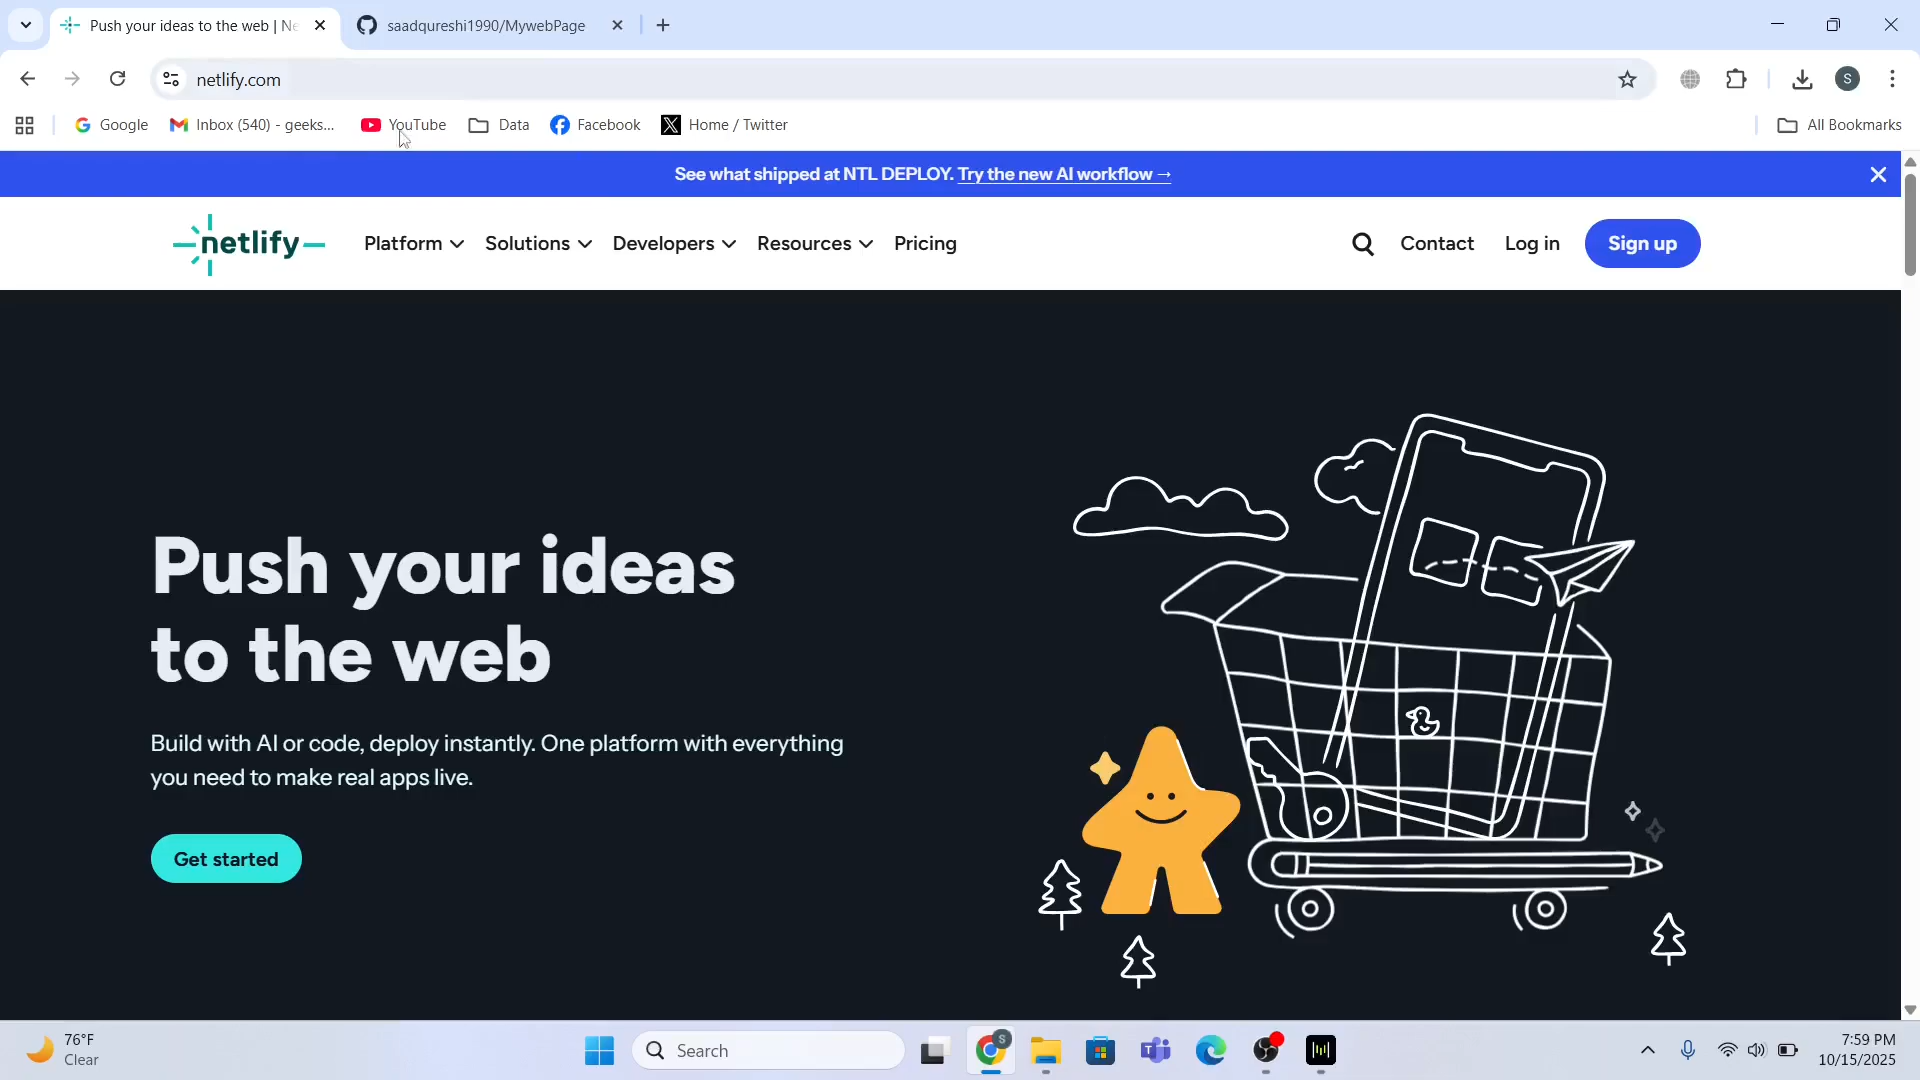 Push your ideas to the web | Ne
saadqureshi1990/MywebPage
netlify.com
S
Google
Inbox (540) - geeks...
YouTube
Data
Facebook
Home / Twitter
All Bookmarks
See what shipped at NTL DEPLOY. Try the new AI workflow →
netlify
Platform
Solutions
Developers
Resources
Pricing
Contact
Log in
Sign up
Push your ideas
to the web
Build with AI or code, deploy instantly. One platform with everything
you need to make real apps live.
Get started
76°F
Clear
Search
S
7:59 PM
10/15/2025